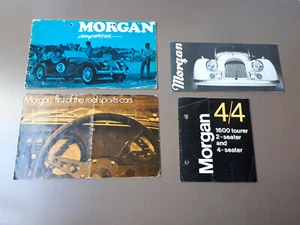 MORGAN
Morgan
Morgan, first of the real sports cars
Morgan
4/4
1600 tourer
2-seater
and
4-seater